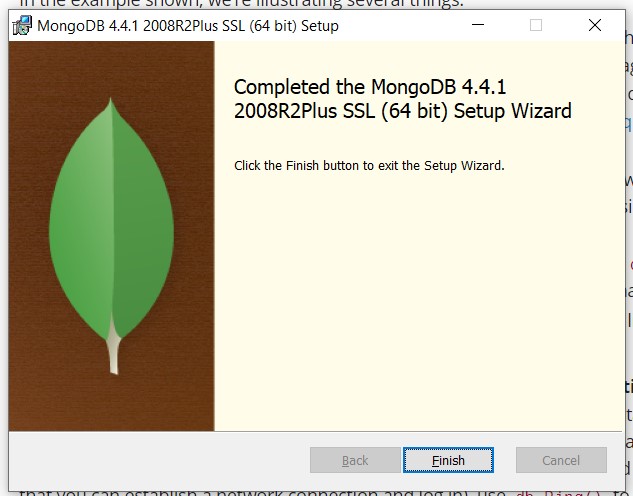 In the example shown, we're illustrating several things.
MongoDB 4.4.1 2008R2Plus SSL (64 bit) Setup
Completed the MongoDB 4.4.1
2008R2Plus SSL (64 bit) Setup Wizard
Click the Finish button to exit the Setup Wizard.
Back Finish Cancel
that you can establish a network connection and log in), use db.Ping() to